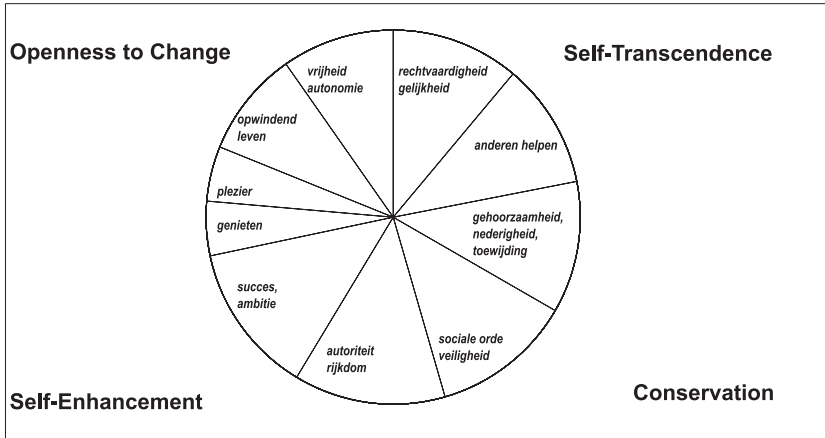 Openness to Change
Self-Transcendence
vrijheid
autonomie
rechtvaardigheid
gelijkheid
opwindend
leven
anderen helpen
plezier
genieten
gehoorzaamheid,
nederigheid,
toewijding
succes,
ambitie
autoriteit
rijkdom
sociale orde
veiligheid
Self-Enhancement
Conservation